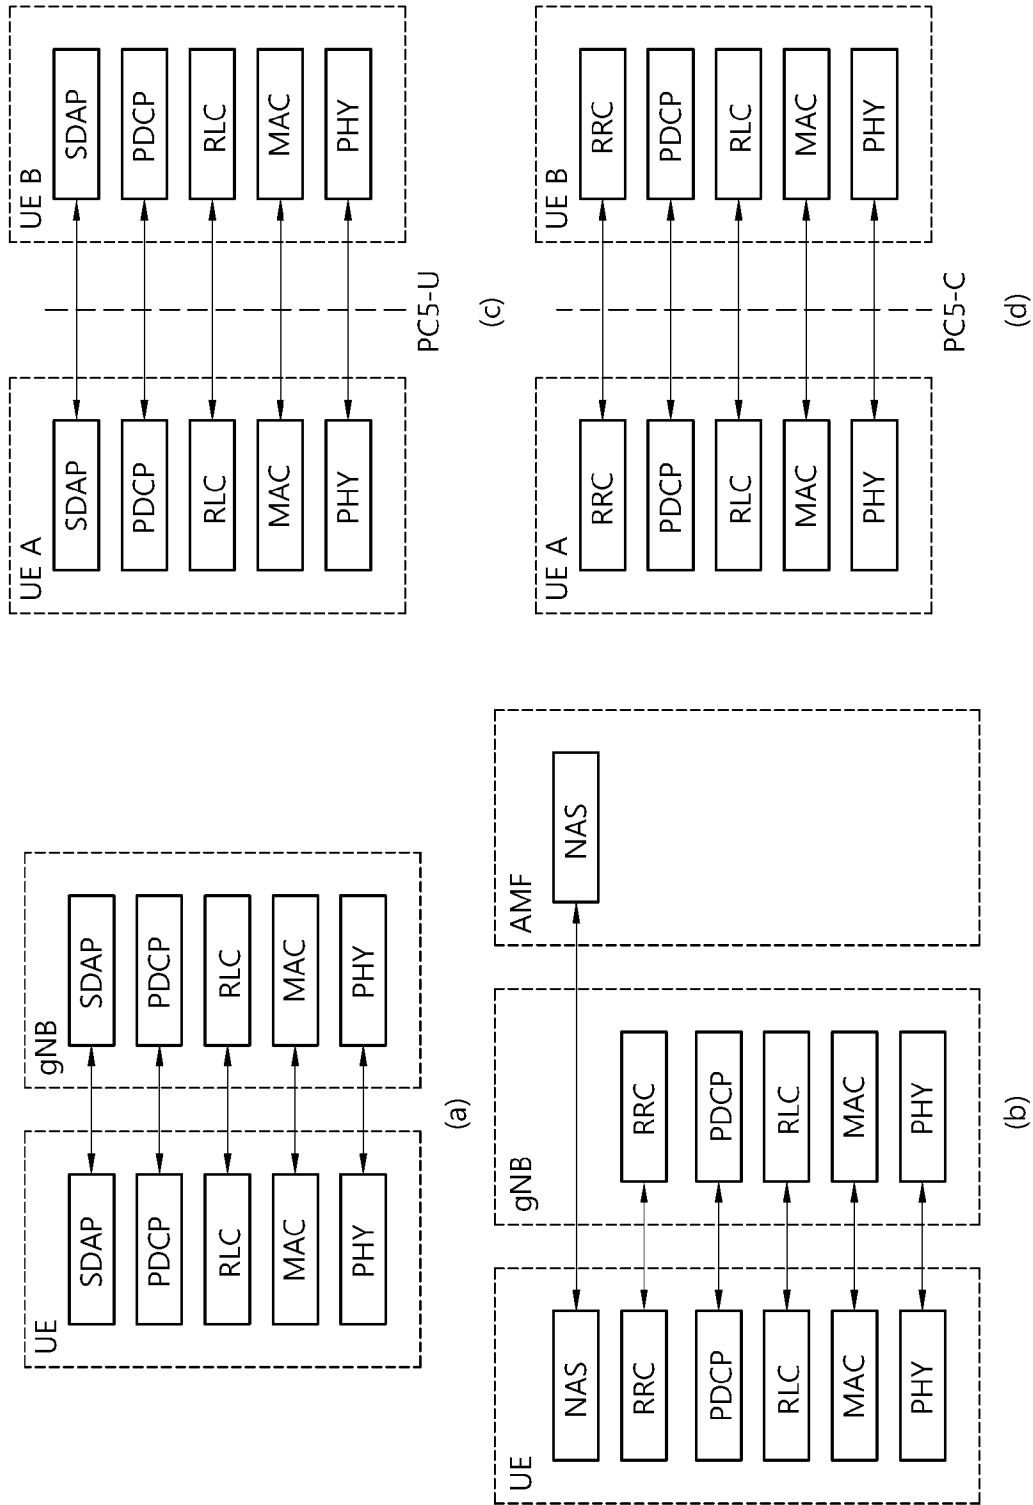 UE gNB
SDAP SDAP
PDCP PDCP
RLC RLC
MAC MAC
PHY PHY
(a)
UE gNB AMF
NAS NAS
RRC RRC
PDCP PDCP
RLC RLC
MAC MAC
PHY PHY
(b)
UE A UE B
SDAP SDAP
PDCP PDCP
RLC RLC
MAC MAC
PHY PHY
PC5-U
(c)
UE A UE B
RRC RRC
PDCP PDCP
RLC RLC
MAC MAC
PHY PHY
PC5-C
(d)